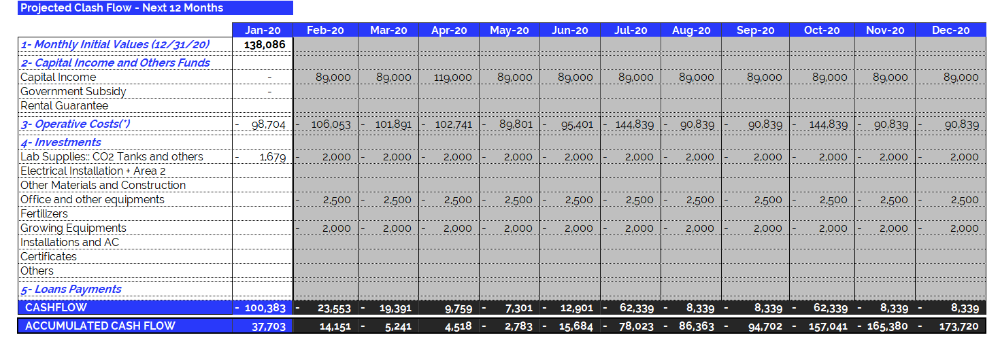 Projected Clash Flow - Next 12 Months
Jan-20 Feb-20 Mar-20 Apr-20 May-20 Jun-20 Jul-20 Aug-20 Sep-20 Oct-20 Nov-20 Dec-20
1- Monthly Initial Values (12/31/20) 138,086
2- Capital Income and Others Funds
Capital Income - 89,000 89,000 119,000 89,000 89,000 89,000 89,000 89,000 89,000 89,000 89,000
Government Subsidy -
Rental Guarantee
3- Operative Costs(*) - 98,704 - 106,053 - 101,891 - 102,741 - 89,801 - 95,401 - 144,839 - 90,839 - 90,839 - 144,839 - 90,839 - 90,839
4- Investments
Lab Supplies:: CO2 Tanks and others - 1,679 - 2,000 - 2,000 - 2,000 - 2,000 - 2,000 - 2,000 - 2,000 - 2,000 - 2,000 - 2,000 - 2,000
Electrical Installation + Area 2
Other Materials and Construction
Office and other equipments - 2,500 - 2,500 - 2,500 - 2,500 - 2,500 - 2,500 - 2,500 - 2,500 - 2,500 - 2,500 - 2,500
Fertilizers
Growing Equipments - 2,000 - 2,000 - 2,000 - 2,000 - 2,000 - 2,000 - 2,000 - 2,000 - 2,000 - 2,000 - 2,000
Installations and AC
Certificates
Others
5- Loans Payments
CASHFLOW - 100,383 - 23,553 - 19,391 9,759 - 7,301 - 12,901 - 62,339 - 8,339 - 8,339 - 62,339 - 8,339 - 8,339
ACCUMULATED CASH FLOW 37,703 14,151 - 5,241 4,518 - 2,783 - 15,684 - 78,023 - 86,363 - 94,702 - 157,041 - 165,380 - 173,720